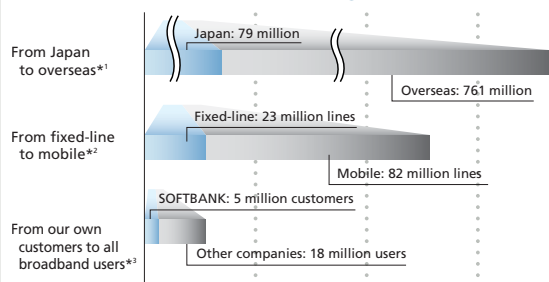 Japan: 79 million
From Japan
to overseas*1
Overseas: 761 million
Fixed-line: 23 million lines
From fixed-line
to mobile*2
Mobile: 82 million lines
SOFTBANK: 5 million customers
From our own
customers to all
broadband users*3
Other companies: 18 million users